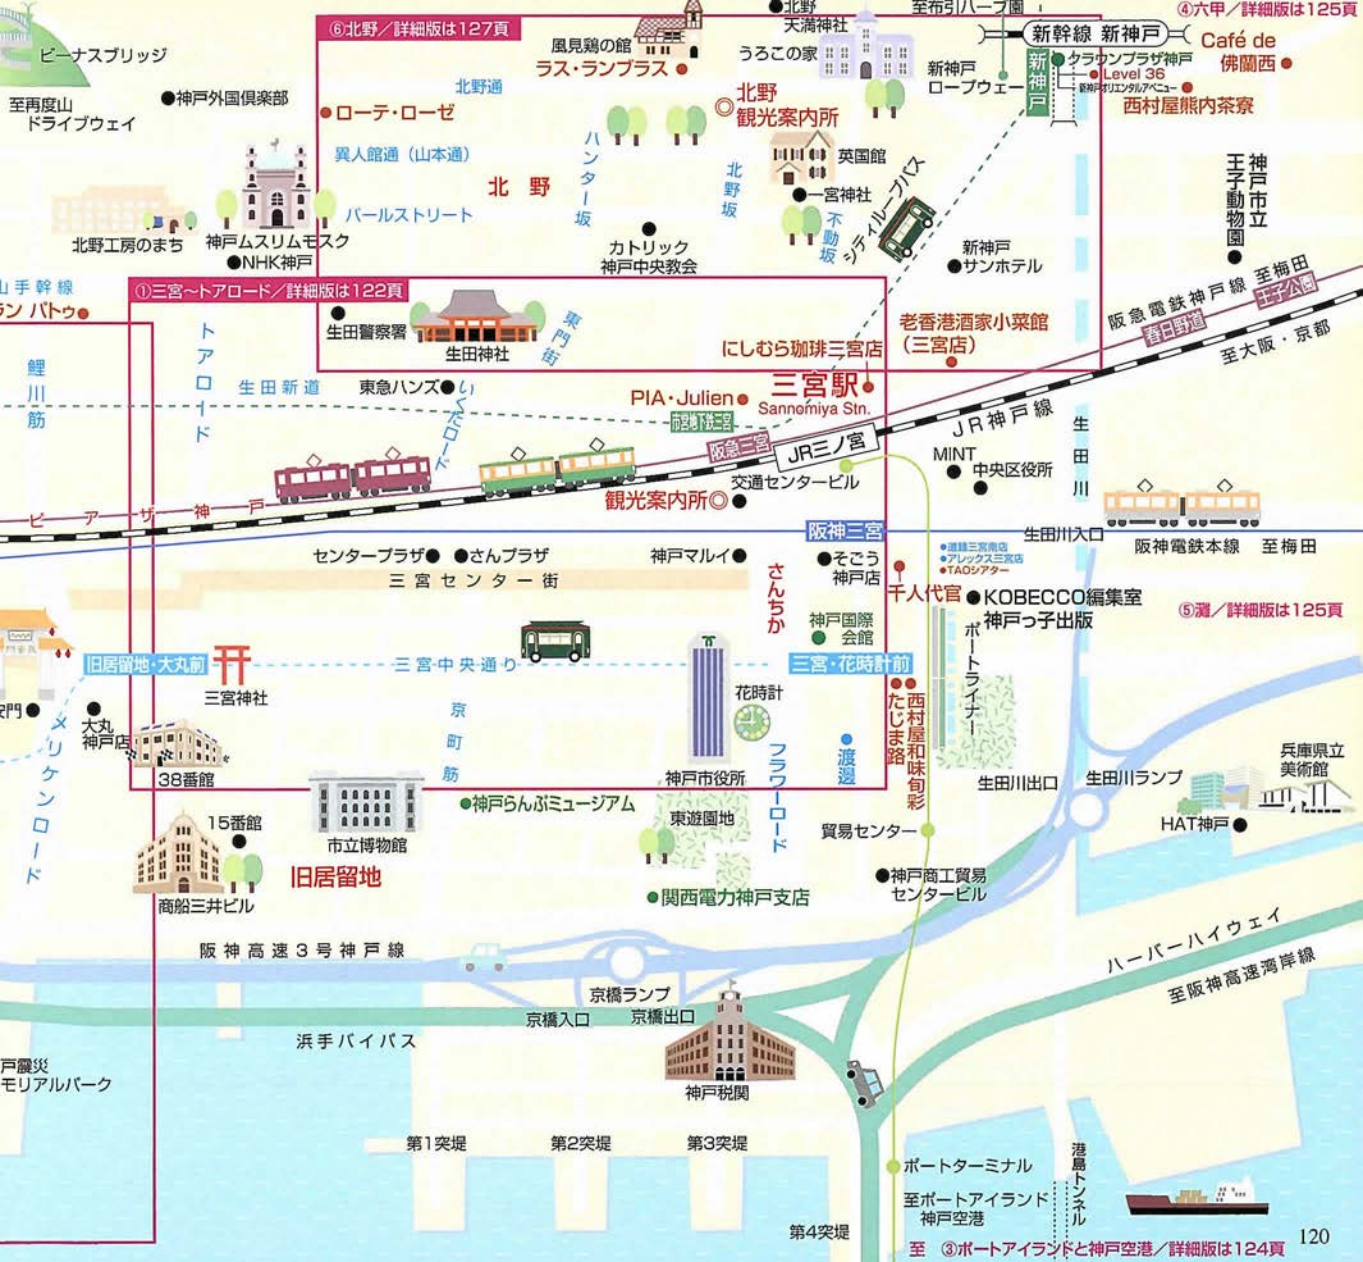 ④六甲／詳細版は125頁
至布引ハーブ園
北野
天満神社
新幹線 新神戸
⑥北野／詳細版は127頁
風見鶏の館
ラス・ランブラス
うろこの家
新神戸
ロープウェー
新神戸
クラウンプラザ神戸
Level 36
新神戸オリエンタルアベニュー
西村屋熊内茶寮
Café de
佛蘭西
ビーナスブリッジ
至再度山
ドライブウェイ
神戸外国倶楽部
北野通
ローテ・ローゼ
北野
観光案内所
異人館通（山本通）
ハンター坂
北野
北野坂
英国館
一宮神社
不動坂
シティループバス
パールストリート
神戸市立
王子動物園
北野工房のまち
神戸ムスリムモスク
NHK神戸
カトリック
神戸中央教会
新神戸
サンホテル
山手幹線
ラン パトゥ
①三宮～トアロード／詳細版は122頁
生田警察署
生田神社
東門街
トアロード
鯉川筋
生田新道
東急ハンズ
いくたロード
老香港酒家小菜館
（三宮店）
にしむら珈琲三宮店
三宮駅
Sannomiya Stn.
PIA・Julien
市営地下鉄三宮
阪急三宮
JR三ノ宮
阪急電鉄神戸線 至梅田
春日野道
王子公園
至大阪・京都
JR神戸線
生田川
MINT
中央区役所
交通センタービル
観光案内所
ピアザ神戸
阪神三宮
生田川入口
阪神電鉄本線 至梅田
センタープラザ
さんプラザ
神戸マルイ
そごう
神戸店
アレックス三宮店
TAOシアター
千人代官
三宮センター街
さんちか
KOBECCO編集室
神戸っ子出版
⑤灘／詳細版は125頁
神戸国際
会館
旧居留地・大丸前
三宮中央通り
三宮・花時計前
ポートライナー
三宮神社
安門
大丸
神戸店
メリケンロード
京町筋
花時計
神戸市役所
フラワーロード
渡邊
たじま路
西村屋和味旬彩
38番館
生田川出口
生田川ランプ
兵庫県立
美術館
HAT神戸
神戸らんぷミュージアム
東遊園地
15番館
市立博物館
旧居留地
商船三井ビル
貿易センター
神戸商工貿易
センタービル
関西電力神戸支店
阪神高速3号神戸線
ハーバーハイウェイ
至阪神高速湾岸線
京橋ランプ
京橋入口
京橋出口
浜手バイパス
神戸税関
戸震災
モリアルパーク
第1突堤
第2突堤
第3突堤
第4突堤
ポートターミナル
至ポートアイランド
神戸空港
港島トンネル
至 ③ポートアイランドと神戸空港／詳細版は124頁
120